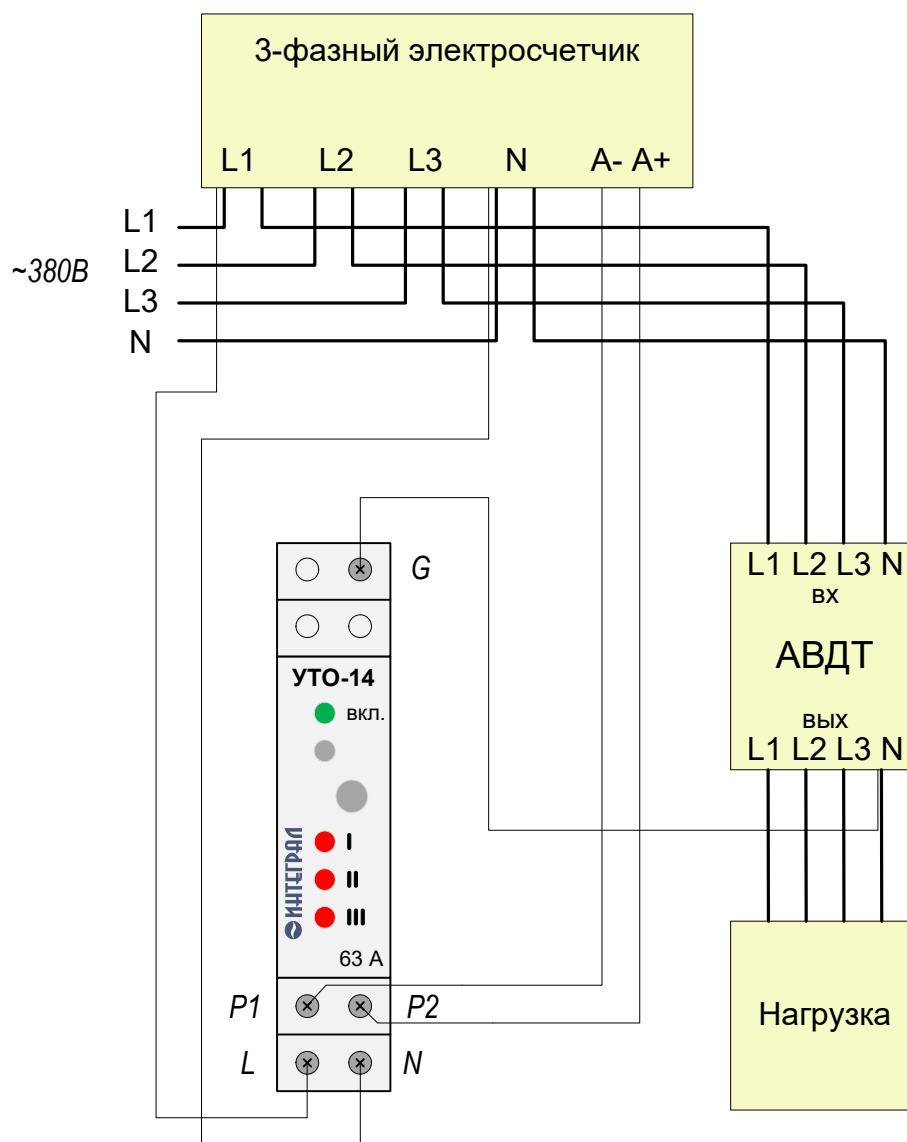 3-фазный электросчетчик
L1 L2 L3 N A- A+
L1
~380В
L2
L3
N
G
L1 L2 L3 N
вх
АВДТ
вых
L1 L2 L3 N
УТО-14
вкл.
ИНТЕГРАЛ
I
II
III
63 А
P1
P2
L
N
Нагрузка